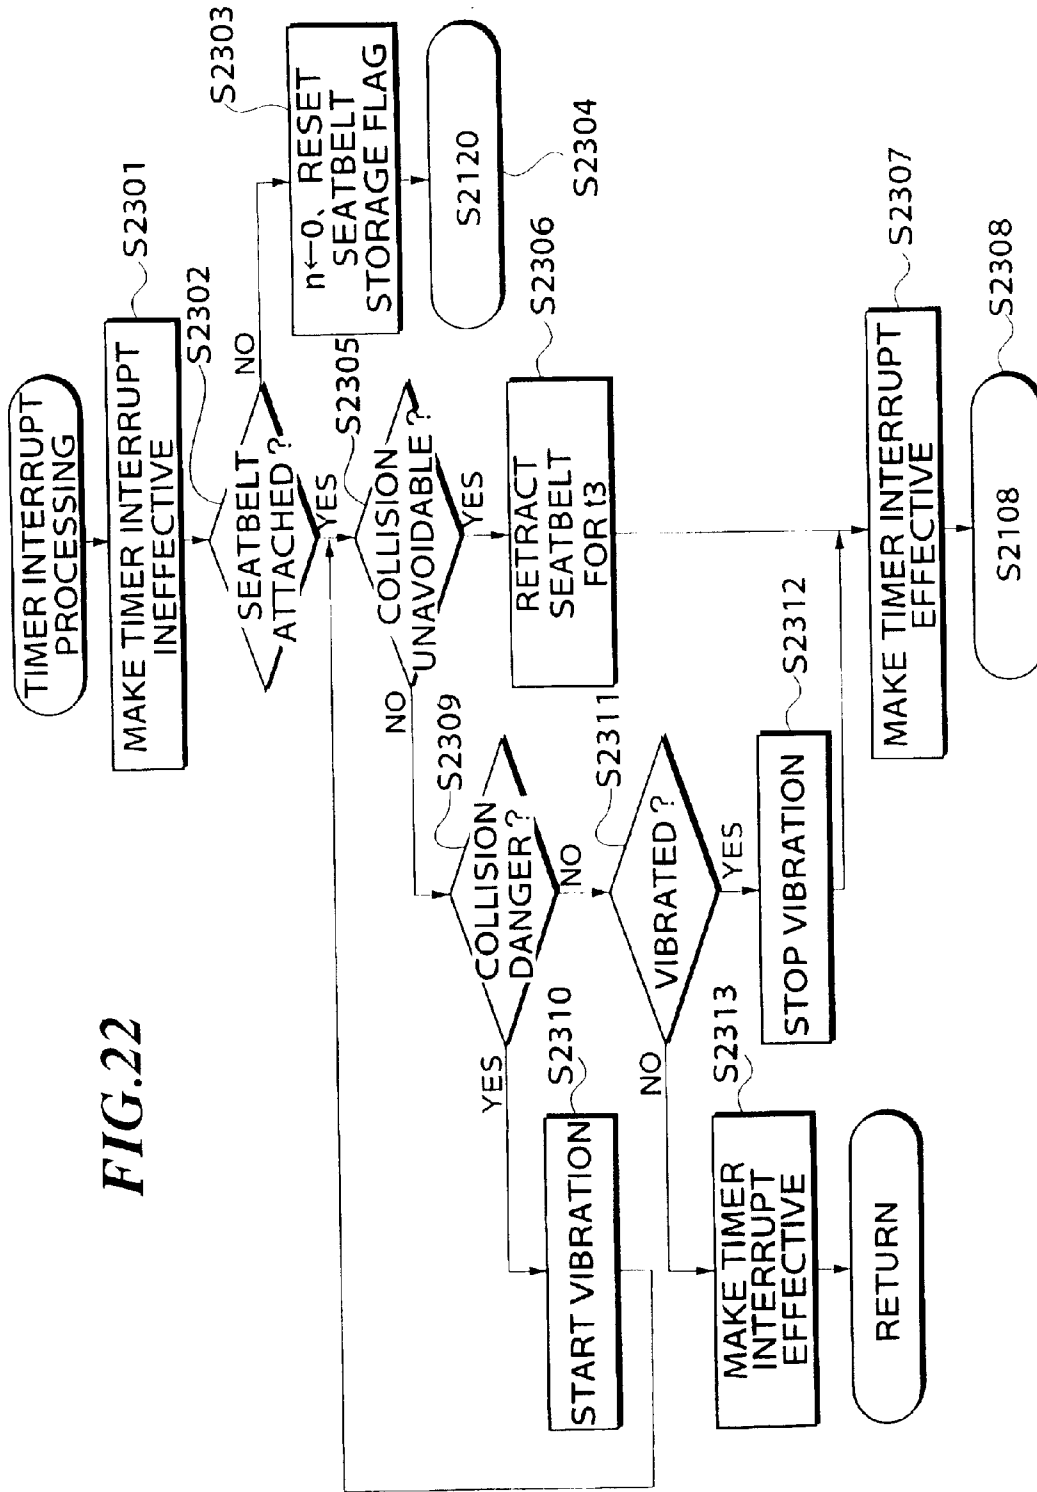 FIG.22
TIMER INTERRUPT
PROCESSING
MAKE TIMER INTERRUPT
INEFFECTIVE
S2301
SEATBELT
ATTACHED?
S2302
NO
YES
n←0、RESET
SEATBELT
STORAGE FLAG
S2303
S2120
S2304
COLLISION
UNAVOIDABLE?
S2305
NO
YES
RETRACT
SEATBELT
FOR t3
S2306
COLLISION
DANGER?
S2309
YES
NO
START VIBRATION
S2310
VIBRATED?
S2311
NO
YES
STOP VIBRATION
S2312
MAKE TIMER
INTERRUPT
EFFECTIVE
S2313
RETURN
MAKE TIMER INTERRUPT
EFFECTIVE
S2307
S2108
S2308